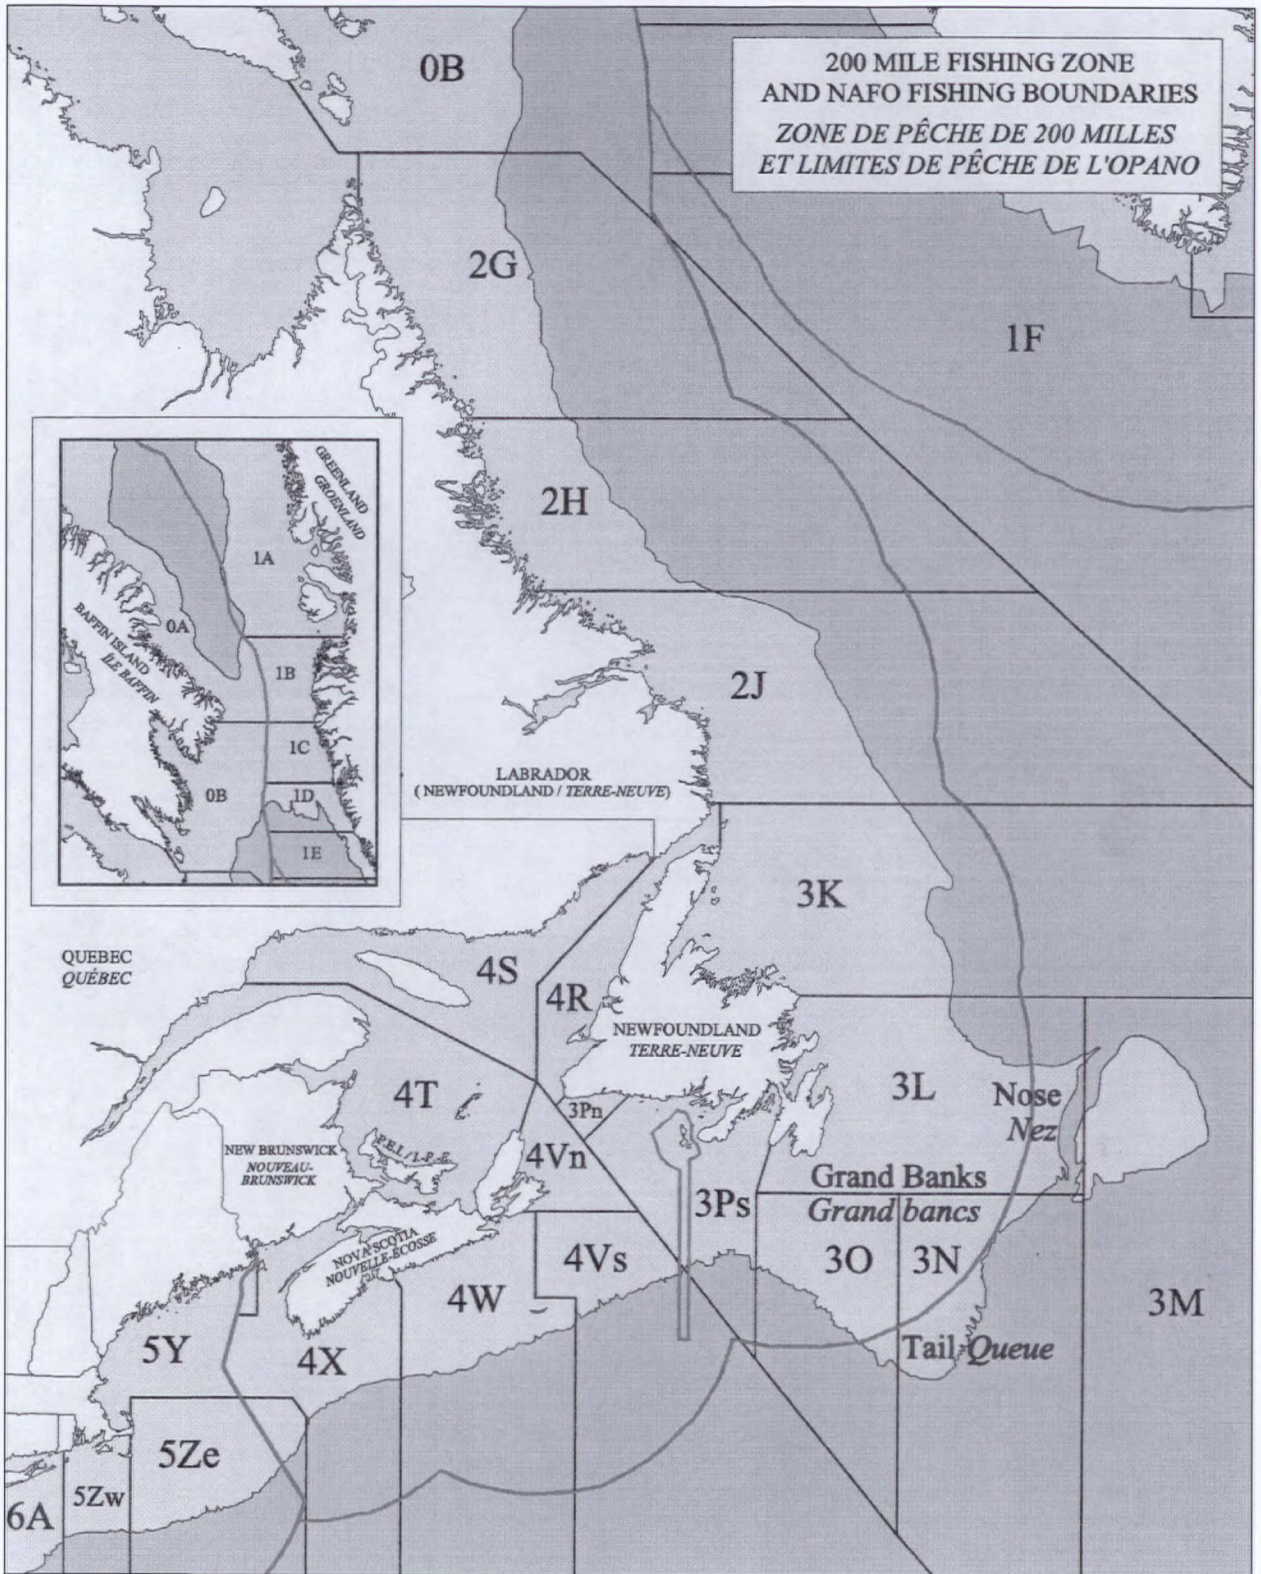 200 MILE FISHING ZONE
AND NAFO FISHING BOUNDARIES
ZONE DE PÊCHE DE 200 MILLES
ET LIMITES DE PÊCHE DE L'OPANO
0B
2G
1F
2H
GREENLAND
GROENLAND
1A
0A
BAFFIN ISLAND
ÎLE BAFFIN
1B
1C
0B
1D
1E
2J
LABRADOR
( NEWFOUNDLAND / TERRE-NEUVE)
3K
QUEBEC
QUÉBEC
4S
4R
NEWFOUNDLAND
TERRE-NEUVE
4T
3Pn
3L
Nose
Nez
NEW BRUNSWICK
NOUVEAU-
BRUNSWICK
P.E.I. / I.-P.-E.
4Vn
Grand Banks
Grand bancs
3Ps
NOVA SCOTIA
NOUVELLE-ÉCOSSE
4Vs
3O
3N
4W
3M
5Y
4X
Tail Queue
5Ze
5Zw
6A